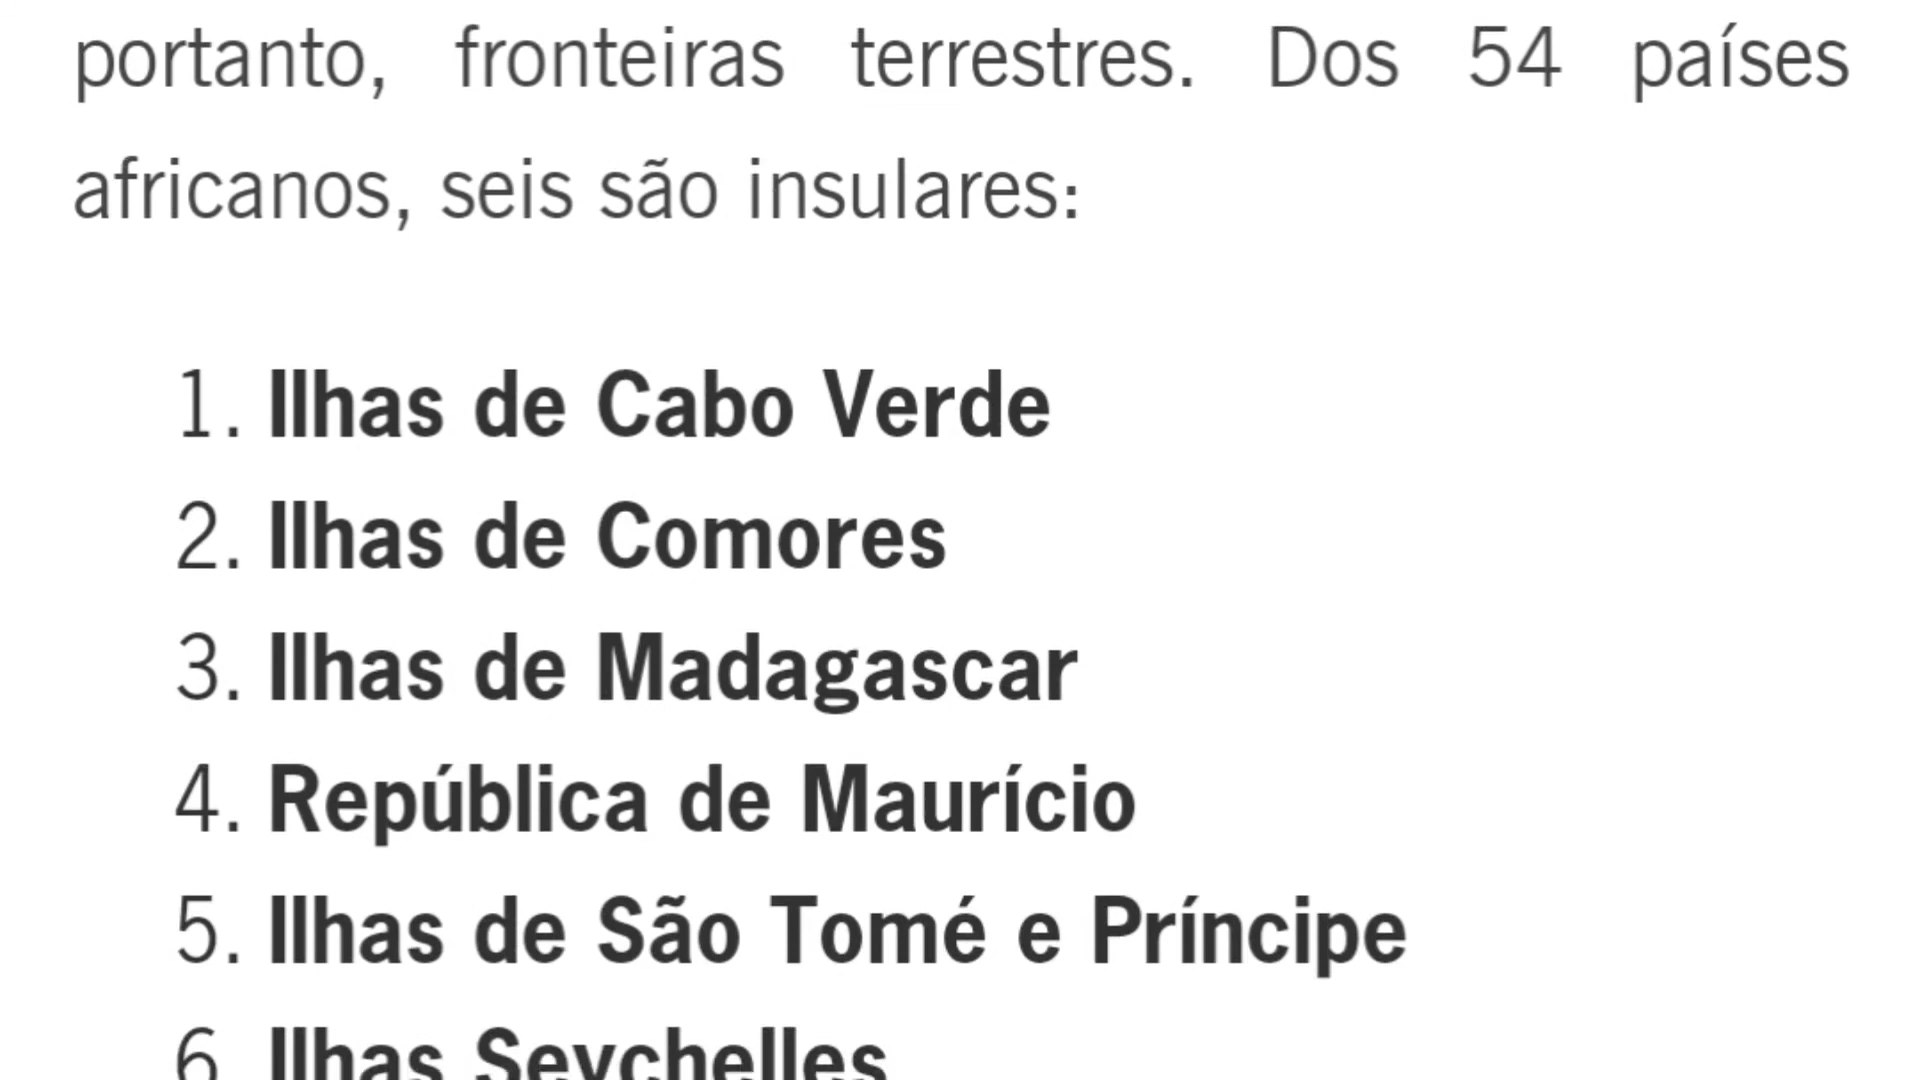 portanto, fronteiras terrestres. Dos 54 países
africanos, seis são insulares:
1. Ilhas de Cabo Verde
2. Ilhas de Comores
3. Ilhas de Madagascar
4. República de Maurício
5. Ilhas de São Tomé e Príncipe
6. Ilhas Seychelles